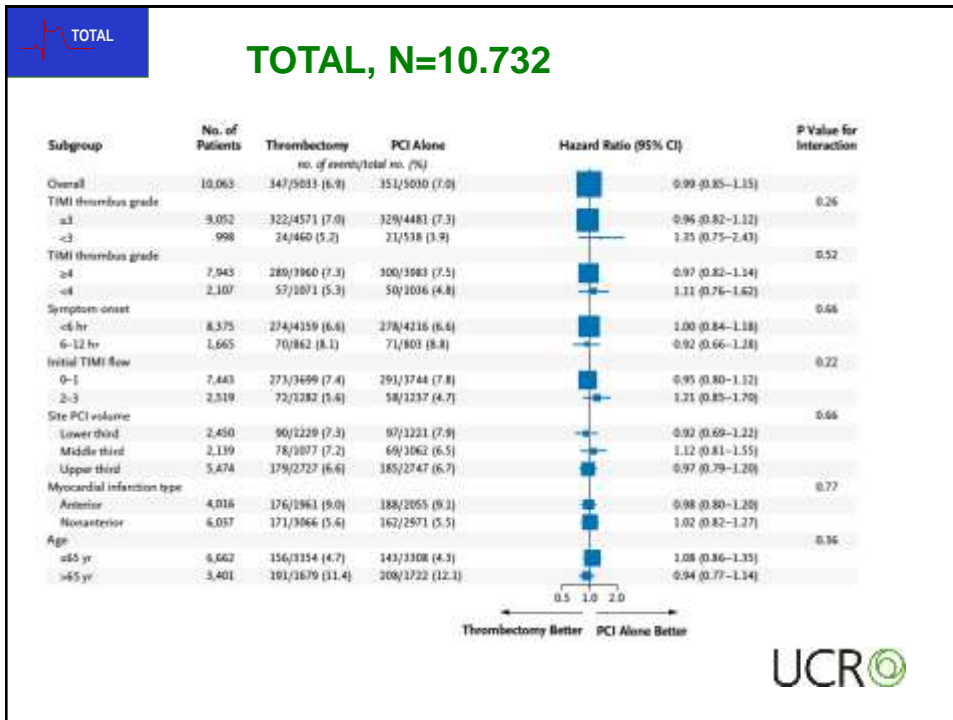 TOTAL
TOTAL, N=10.732
Subgroup No. of Patients Thrombectomy PCI Alone Hazard Ratio (95% CI) P Value for Interaction
no. of events/total no. (%)
Overall 10,063 347/5033 (6.9) 351/5030 (7.0) 0.99 (0.85–1.15)
TIMI thrombus grade 0.26
≥3 9,052 322/4571 (7.0) 329/4481 (7.3) 0.96 (0.82–1.12)
<3 998 24/460 (5.2) 21/538 (3.9) 1.35 (0.75–2.43)
TIMI thrombus grade 0.52
≥4 7,943 289/3960 (7.3) 300/3983 (7.5) 0.97 (0.82–1.14)
<4 2,107 57/1071 (5.3) 50/1036 (4.8) 1.11 (0.76–1.62)
Symptom onset 0.66
<6 hr 8,375 274/4159 (6.6) 278/4216 (6.6) 1.00 (0.84–1.18)
6–12 hr 1,665 70/862 (8.1) 71/803 (8.8) 0.92 (0.66–1.28)
Initial TIMI flow 0.22
0–1 7,443 273/3699 (7.4) 291/3744 (7.8) 0.95 (0.80–1.12)
2–3 2,519 72/1282 (5.6) 58/1237 (4.7) 1.21 (0.85–1.70)
Site PCI volume 0.66
Lower third 2,450 90/1229 (7.3) 97/1221 (7.9) 0.92 (0.69–1.22)
Middle third 2,139 78/1077 (7.2) 69/1062 (6.5) 1.12 (0.81–1.55)
Upper third 5,474 179/2727 (6.6) 185/2747 (6.7) 0.97 (0.79–1.20)
Myocardial infarction type 0.77
Anterior 4,016 176/1961 (9.0) 188/2055 (9.1) 0.98 (0.80–1.20)
Nonanterior 6,037 171/3066 (5.6) 162/2971 (5.5) 1.02 (0.82–1.27)
Age 0.36
≤65 yr 6,662 156/3354 (4.7) 143/3308 (4.3) 1.08 (0.86–1.35)
>65 yr 3,401 191/1679 (11.4) 208/1722 (12.1) 0.94 (0.77–1.14)
0.5 1.0 2.0
Thrombectomy Better PCI Alone Better
UCR